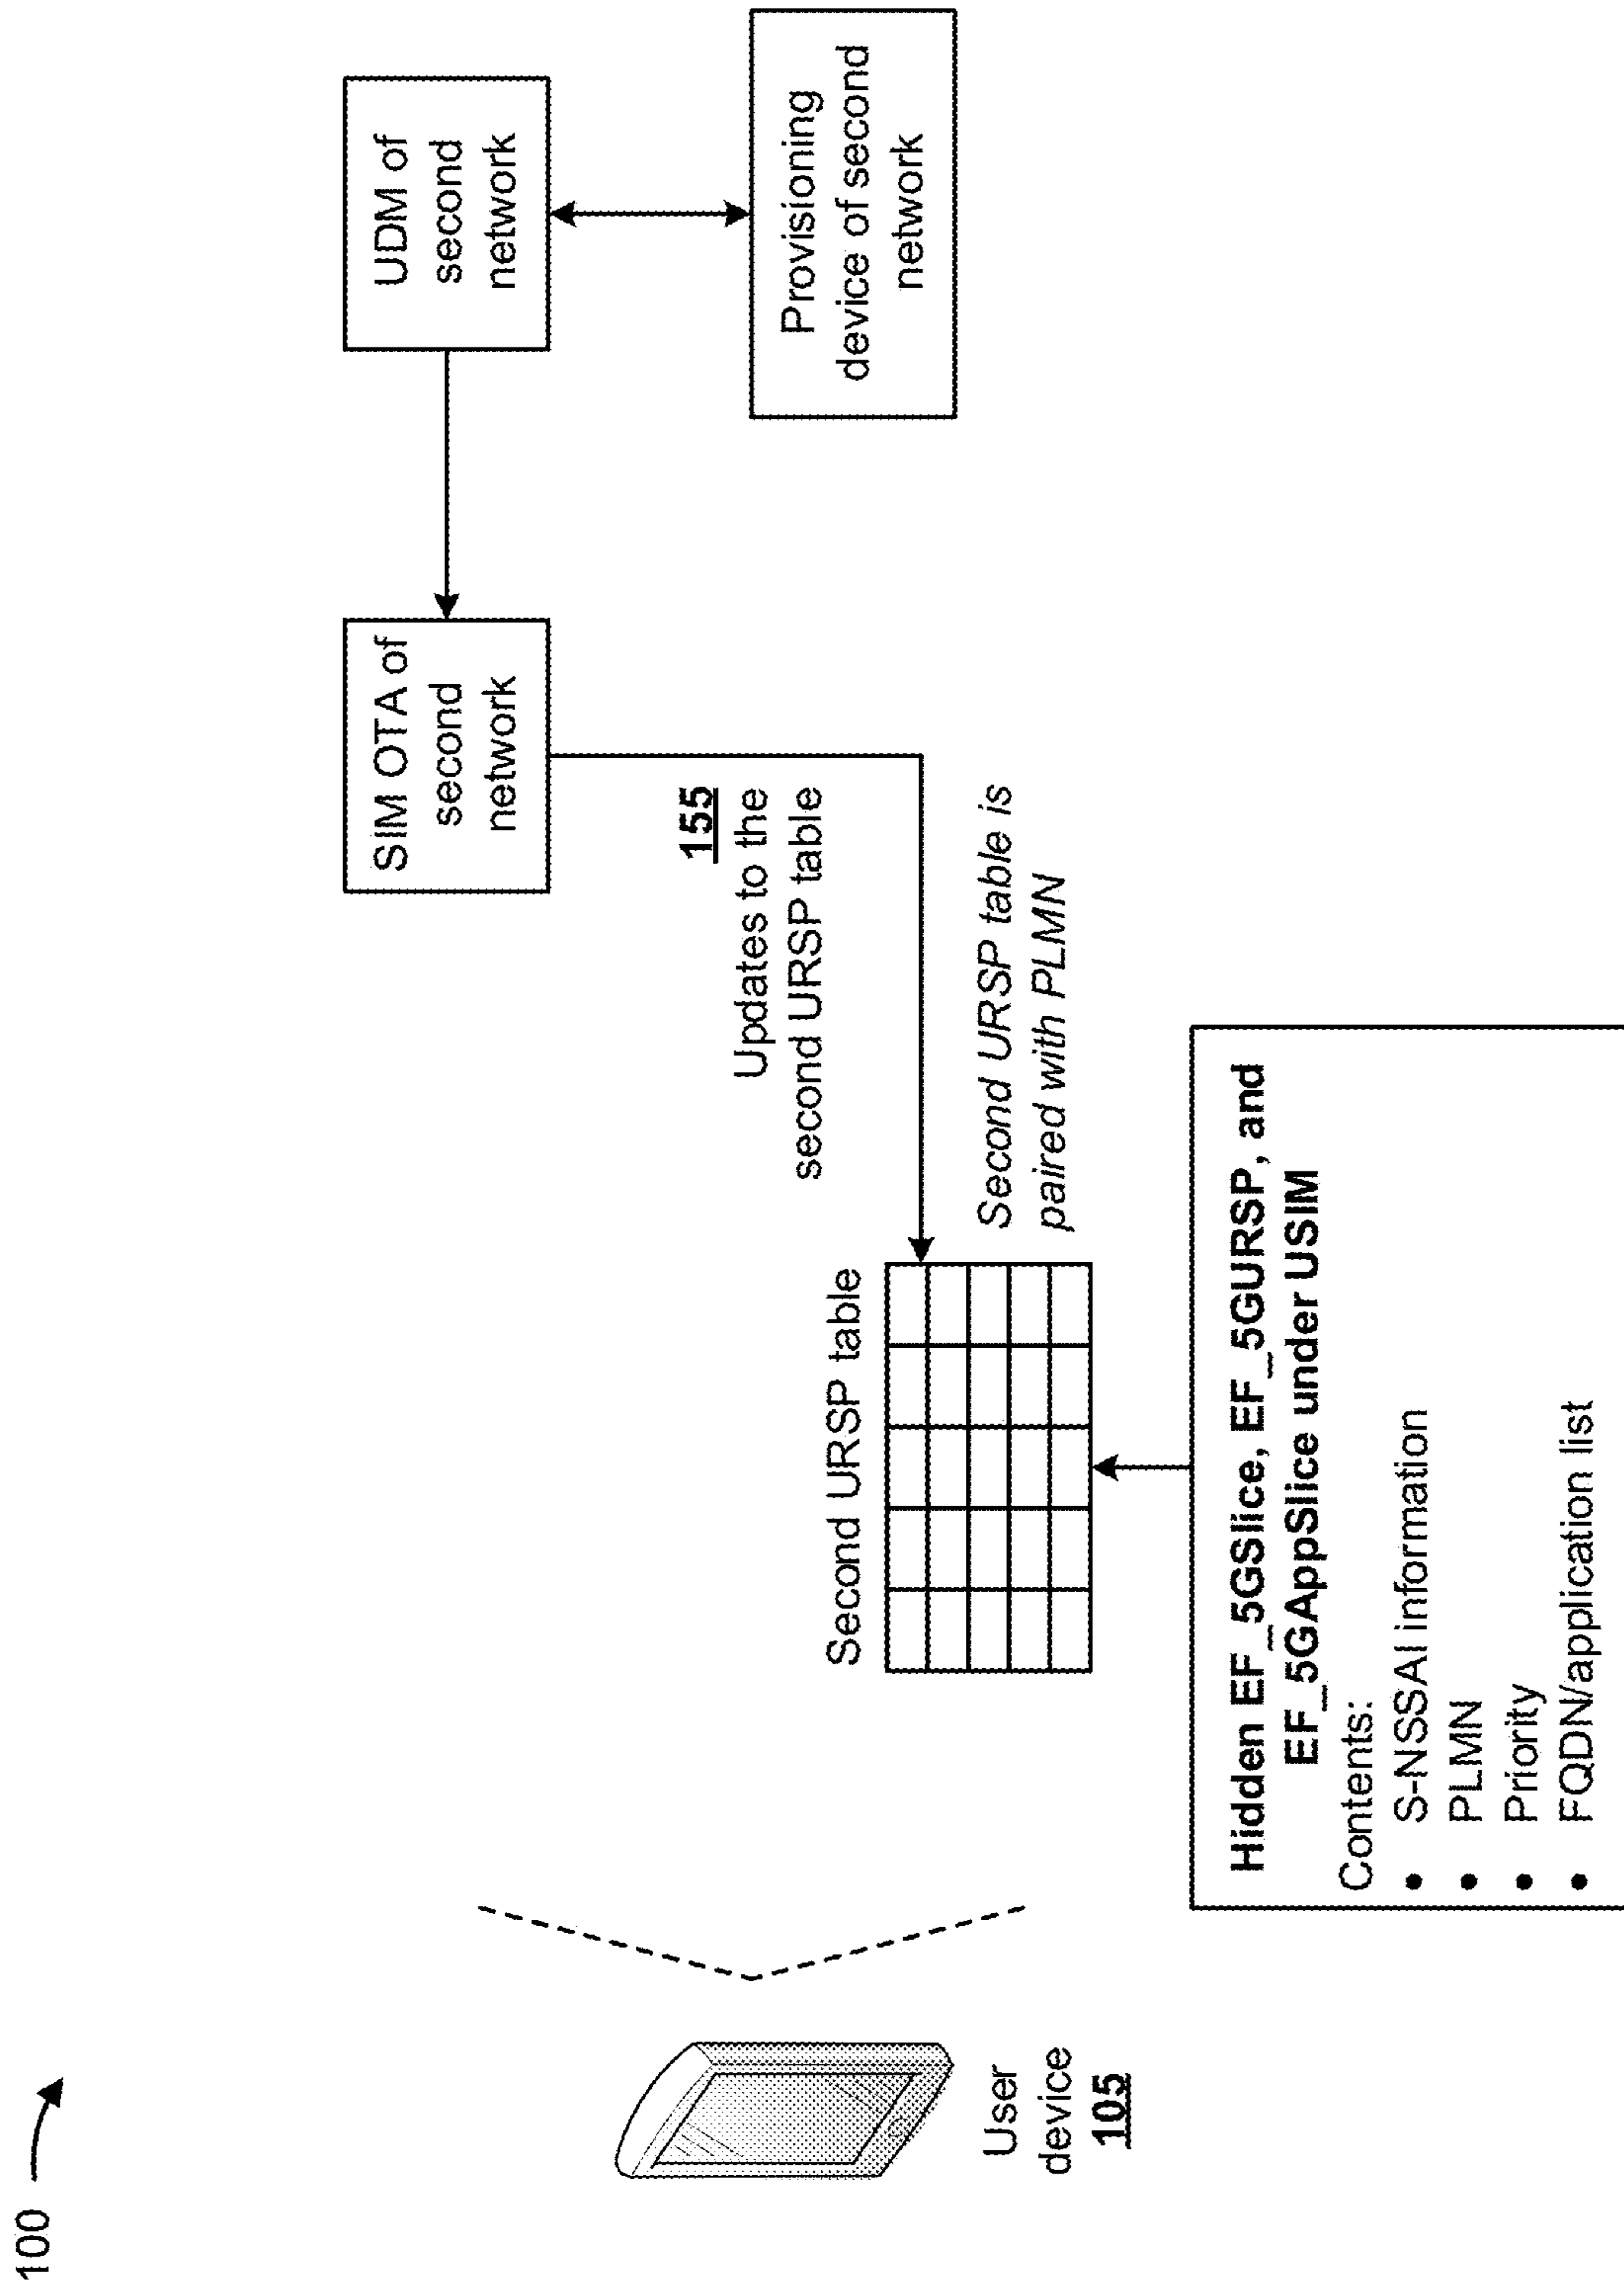 100
SIM OTA of
second
network
UDM of
second
network
Provisioning
device of second
network
155
Updates to the
second URSP table
Second URSP table
Second URSP table is
paired with PLMN
User
device
105
Hidden EF_5GSlice, EF_5GURSP, and
EF_5GAppSlice under USIM
Contents:
• S-NSSAI information
• PLMN
• Priority
• FQDN/application list